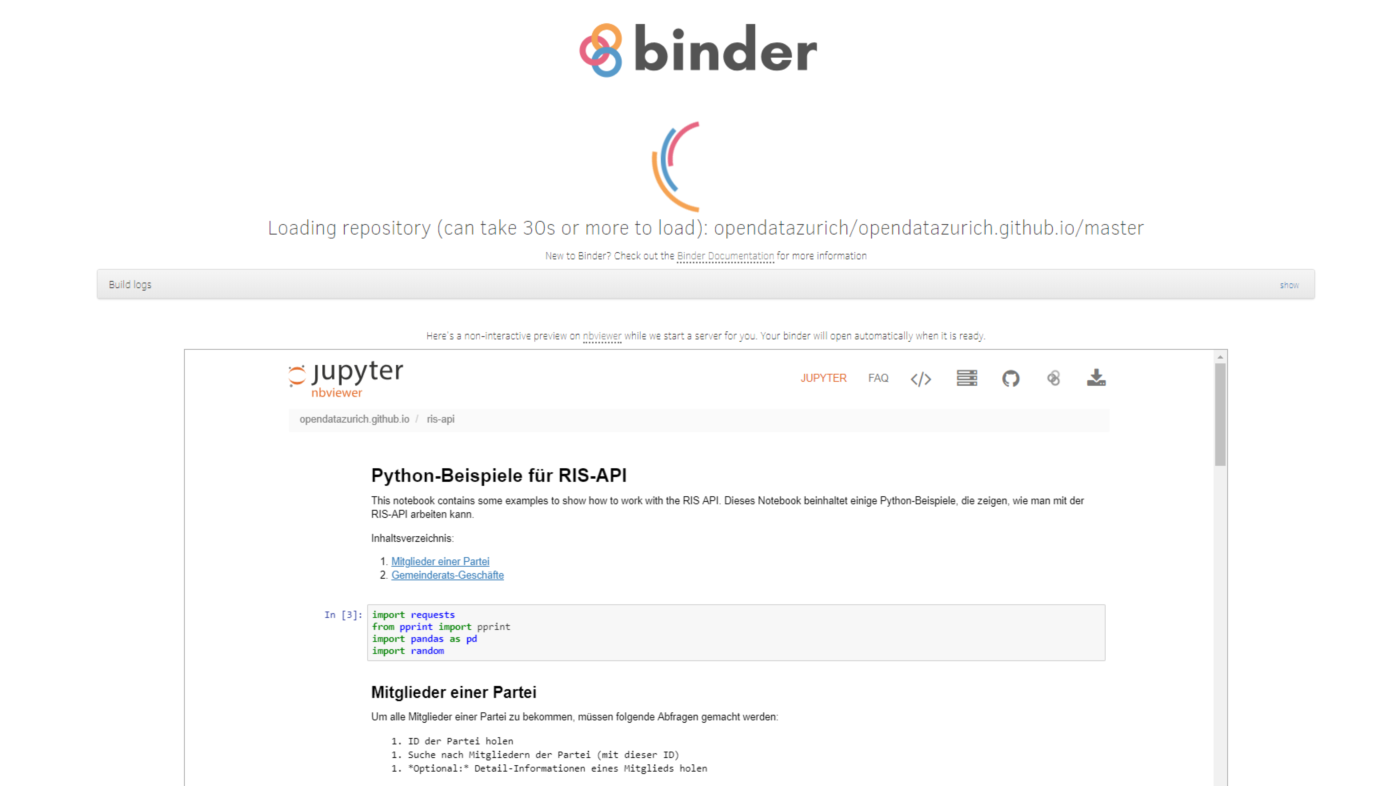 binder
Loading repository (can take 30s or more to load): opendatazurich/opendatazurich.github.io/master
New to Binder? Check out the Binder Documentation for more information
Build logs show
Here's a non-interactive preview on nbviewer while we start a server for you. Your binder will open automatically when it is ready.
jupyter
nbviewer
JUPYTER FAQ </>
opendatazurich.github.io / ris-api
Python-Beispiele für RIS-API
This notebook contains some examples to show how to work with the RIS API. Dieses Notebook beinhaltet einige Python-Beispiele, die zeigen, wie man mit der
RIS-API arbeiten kann.
Inhaltsverzeichnis:
1. Mitglieder einer Partei
2. Gemeinderats-Geschäfte
In [3]: import requests
from pprint import pprint
import pandas as pd
import random
Mitglieder einer Partei
Um alle Mitglieder einer Partei zu bekommen, müssen folgende Abfragen gemacht werden:
1. ID der Partei holen
1. Suche nach Mitgliedern der Partei (mit dieser ID)
1. *Optional:* Detail-Informationen eines Mitglieds holen